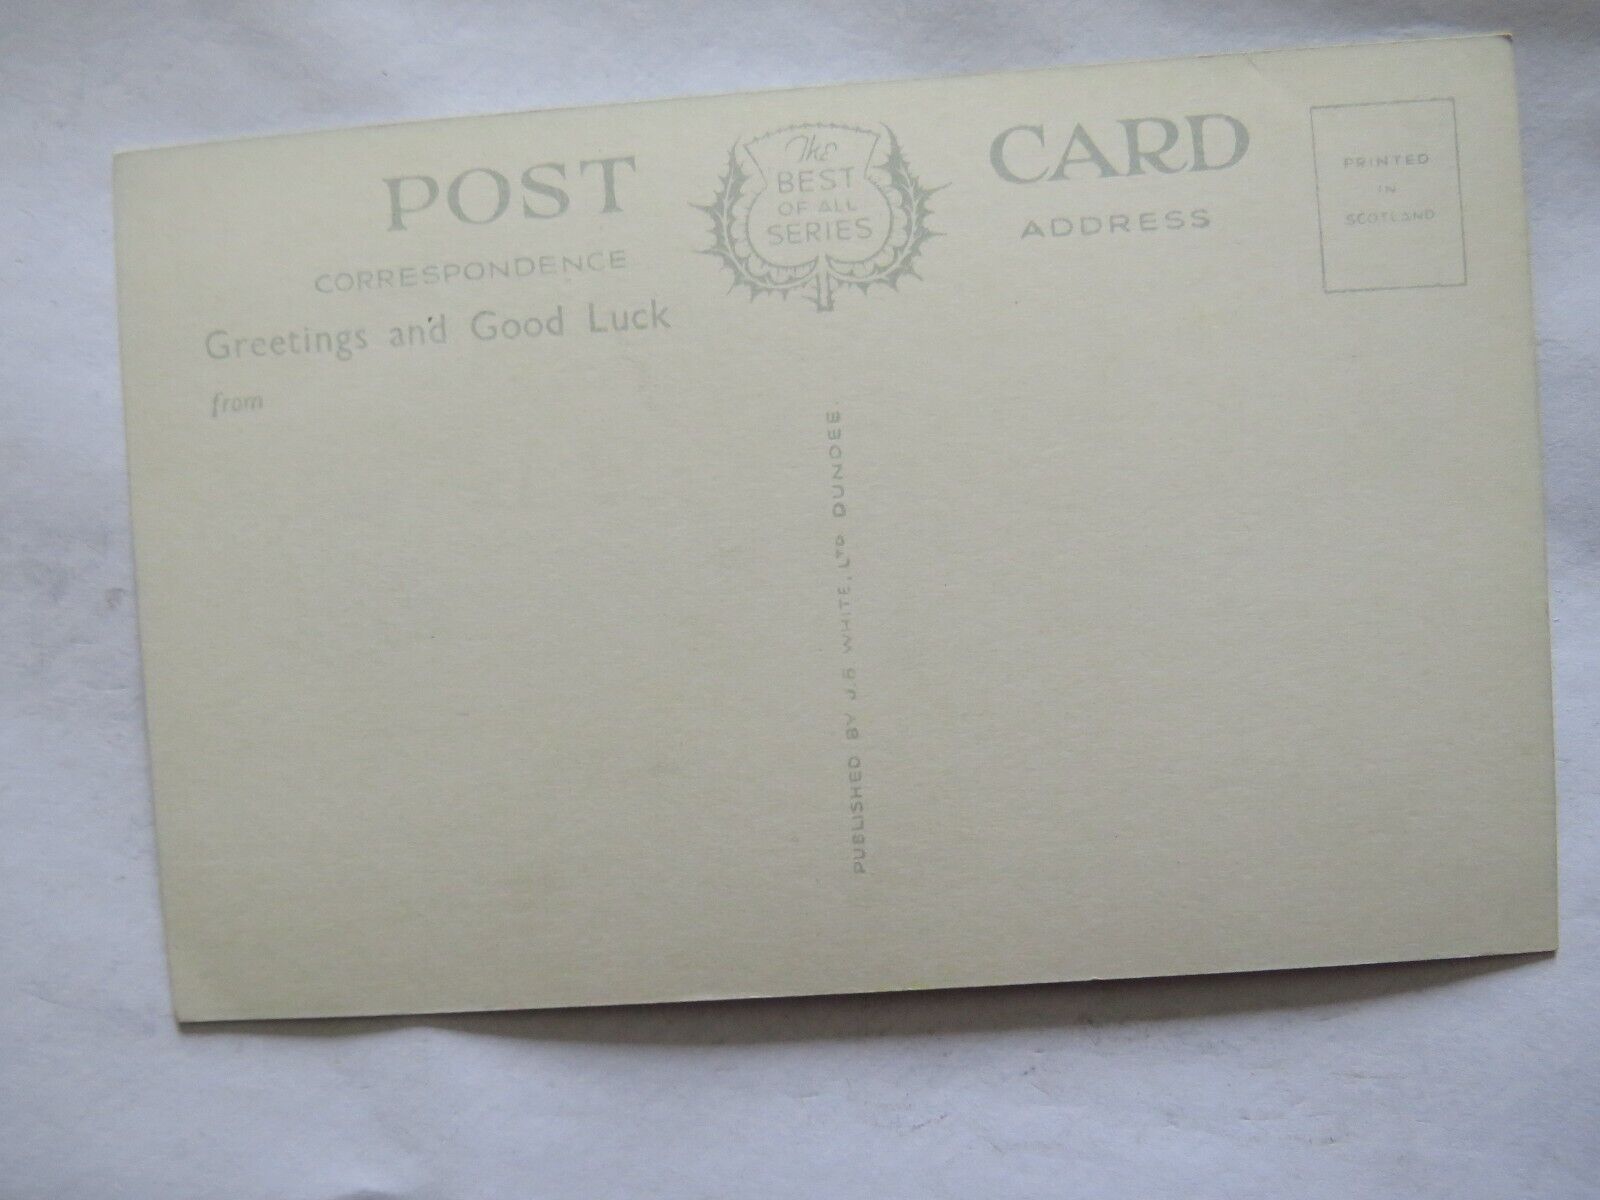 POST CARD
The
BEST
OF ALL
SERIES
CORRESPONDENCE
ADDRESS
PRINTED
IN
SCOTLAND
Greetings and Good Luck
from
PUBLISHED BY J.B WHITE, LTD DUNDEE.